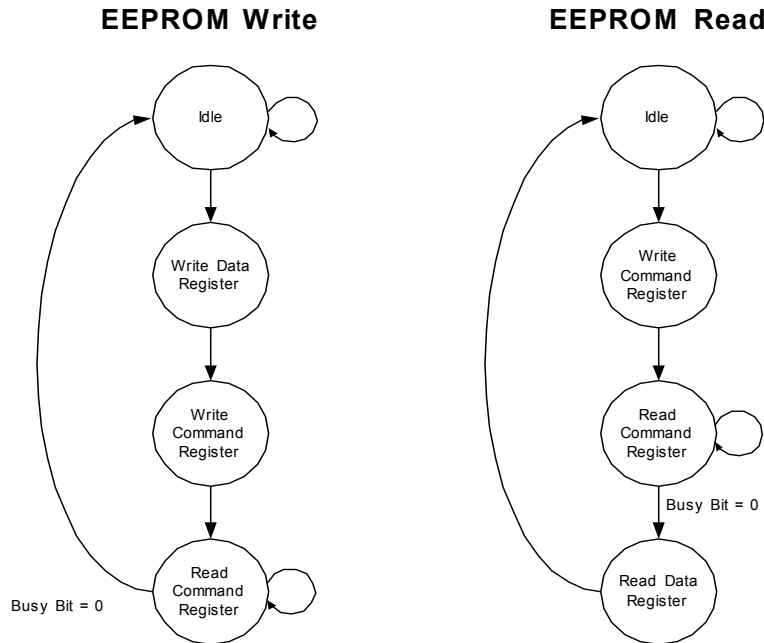 EEPROM Write
Idle
Write Data
Register
Write
Command
Register
Read
Command
Register
Busy Bit = 0
EEPROM Read
Idle
Write
Command
Register
Read
Command
Register
Busy Bit = 0
Read Data
Register